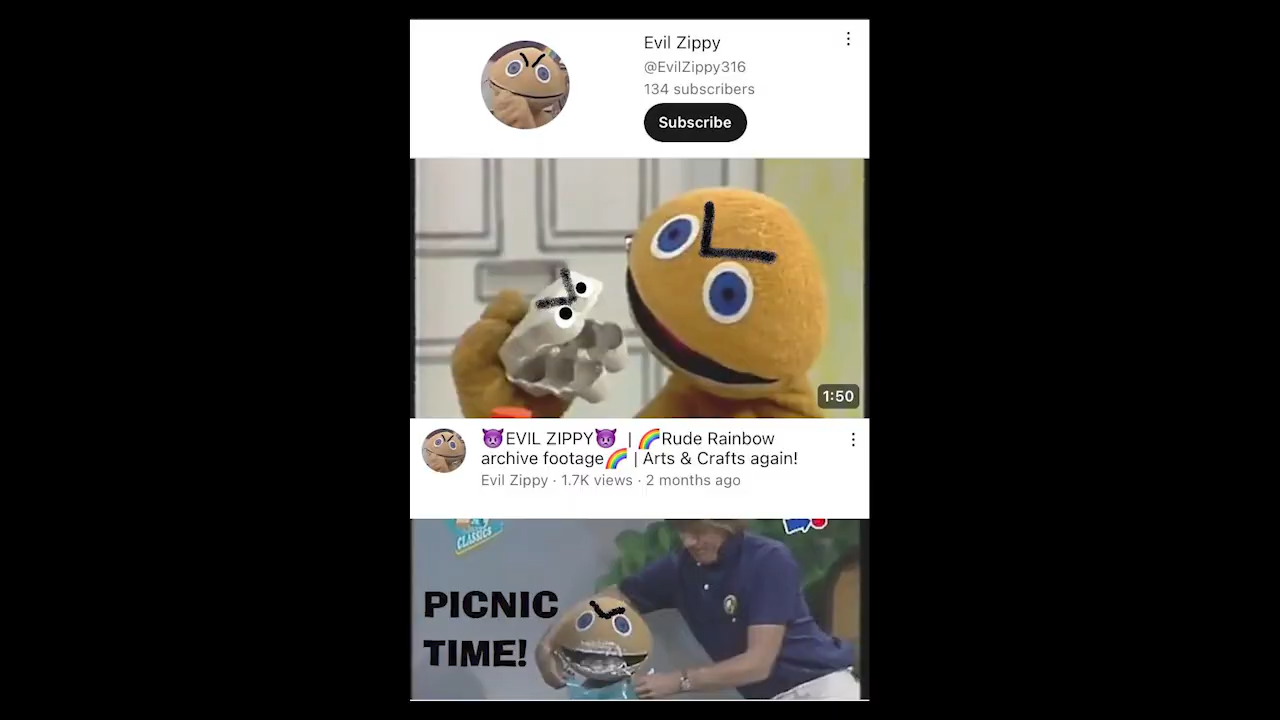 Evil Zippy
@EvilZippy316
134 subscribers
Subscribe
1:50
👿EVIL ZIPPY👿 | 🌈Rude Rainbow
archive footage🌈 | Arts & Crafts again!
Evil Zippy · 1.7K views · 2 months ago
CLASSICS
PICNIC
TIME!